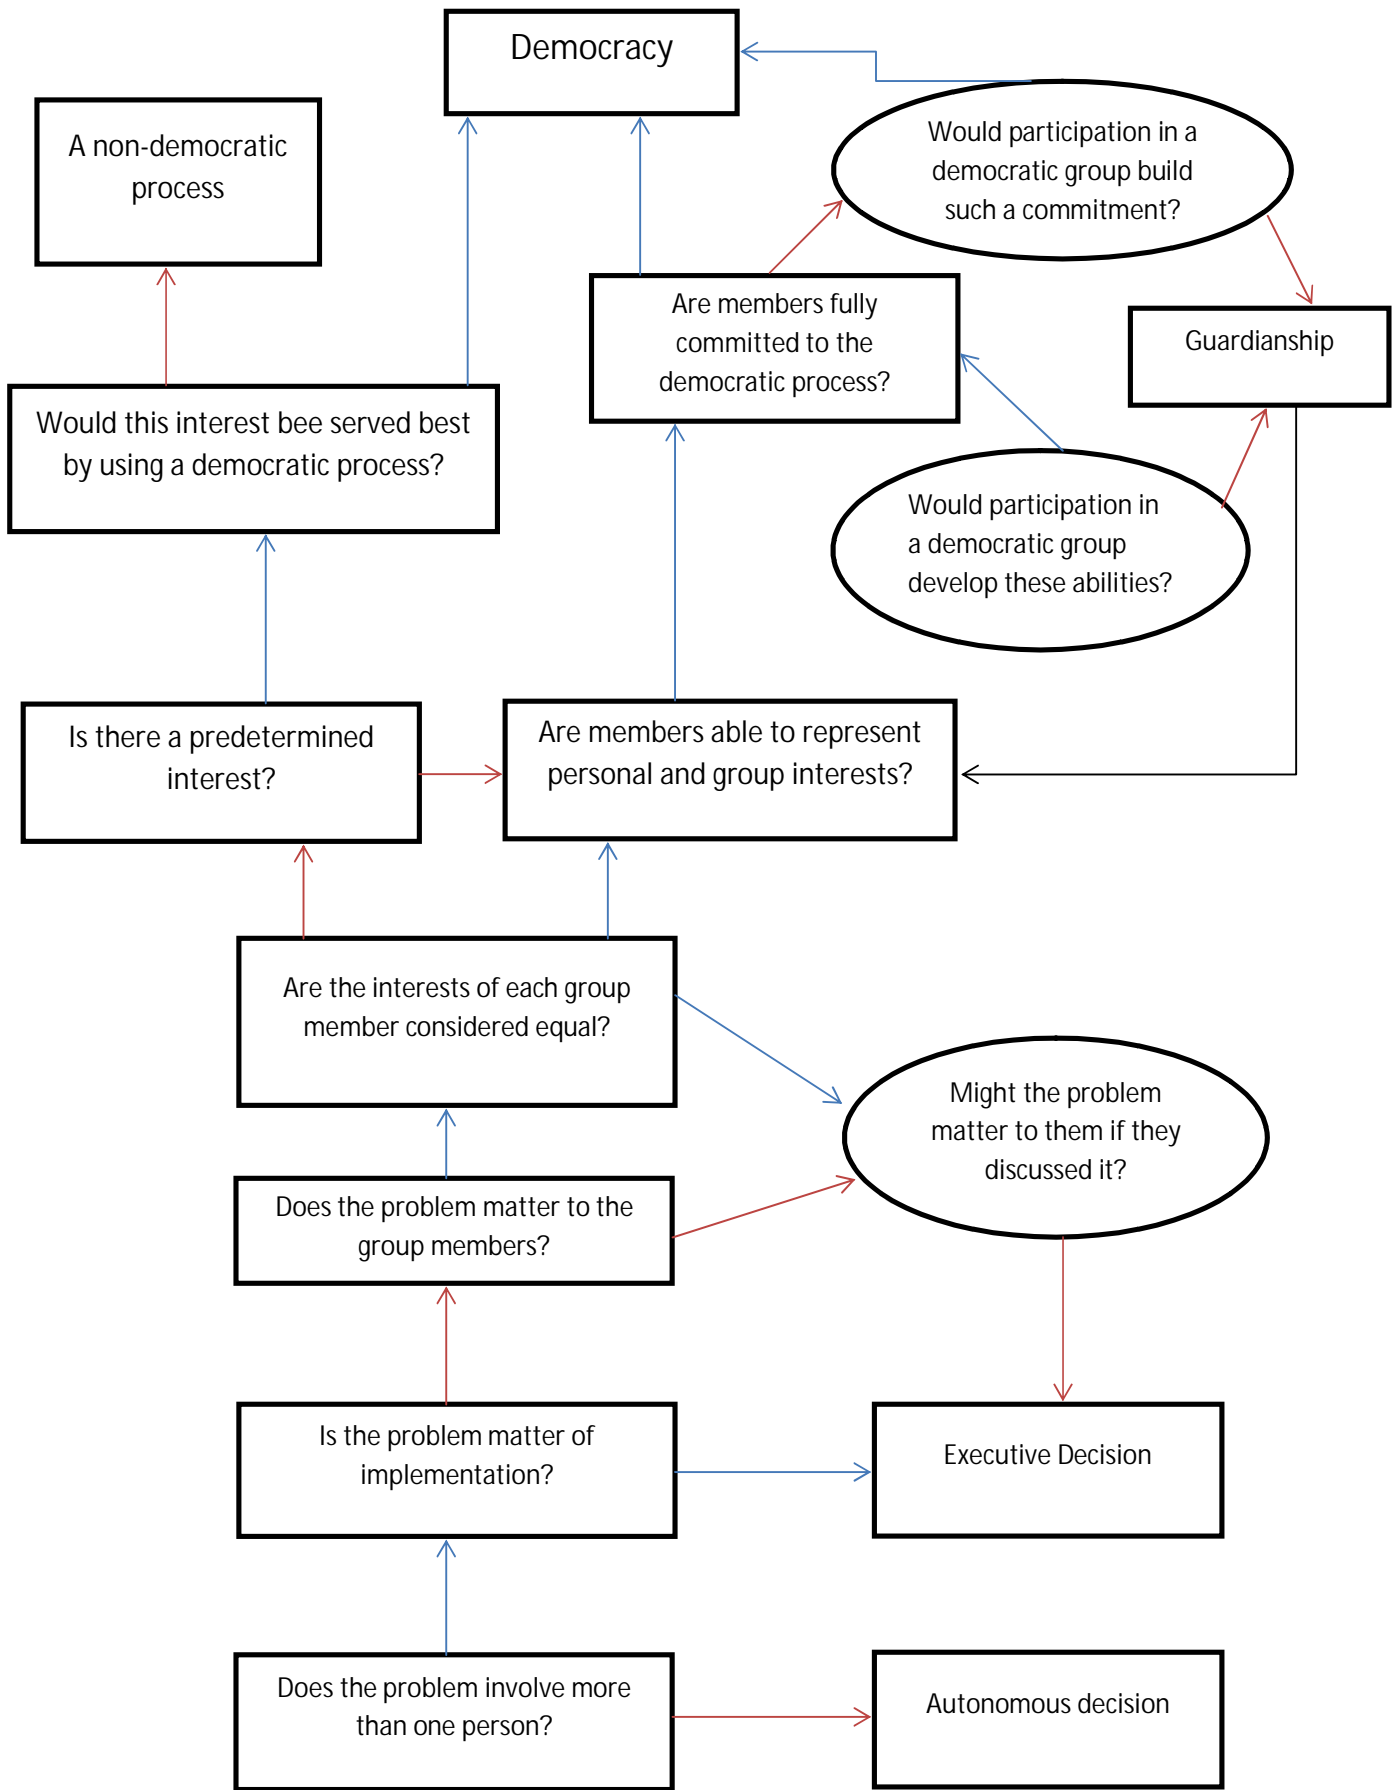 Democracy
Would participation in a
democratic group build
such a commitment?
A non-democratic
process
Are members fully
committed to the
democratic process?
Guardianship
Would this interest bee served best
by using a democratic process?
Would participation in
a democratic group
develop these abilities?
Is there a predetermined
interest?
Are members able to represent
personal and group interests?
Are the interests of each group
member considered equal?
Might the problem
matter to them if they
discussed it?
Does the problem matter to the
group members?
Is the problem matter of
implementation?
Executive Decision
Does the problem involve more
than one person?
Autonomous decision